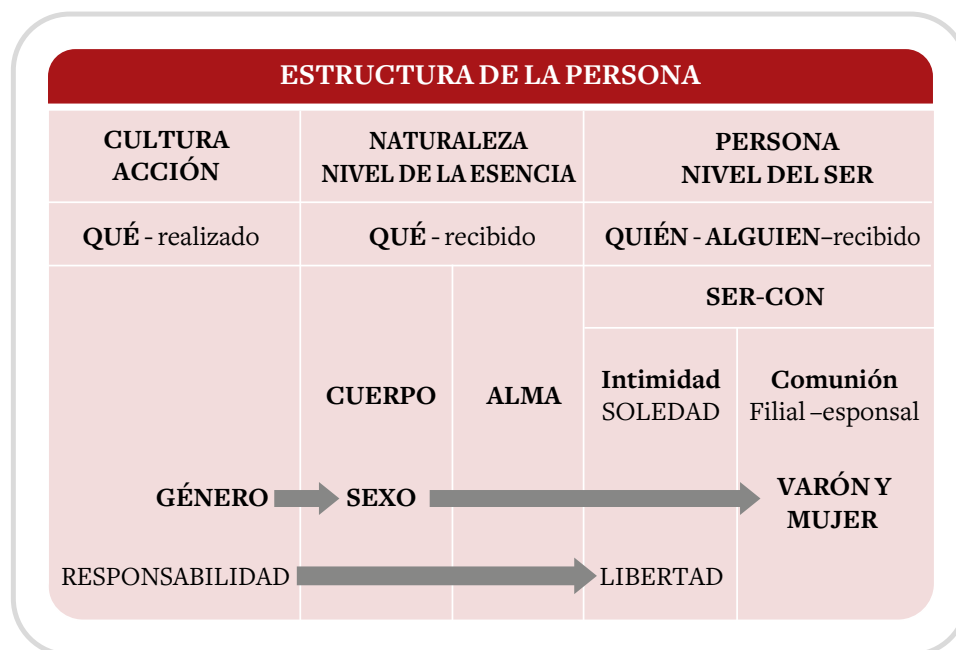 ESTRUCTURA DE LA PERSONA
CULTURA
ACCIÓN
NATURALEZA
NIVEL DE LA ESENCIA
PERSONA
NIVEL DEL SER
QUÉ - realizado
QUÉ - recibido
QUIÉN - ALGUIEN–recibido
SER-CON
CUERPO
ALMA
Intimidad
SOLEDAD
Comunión
Filial –esponsal
GÉNERO
SEXO
VARÓN Y
MUJER
RESPONSABILIDAD
LIBERTAD